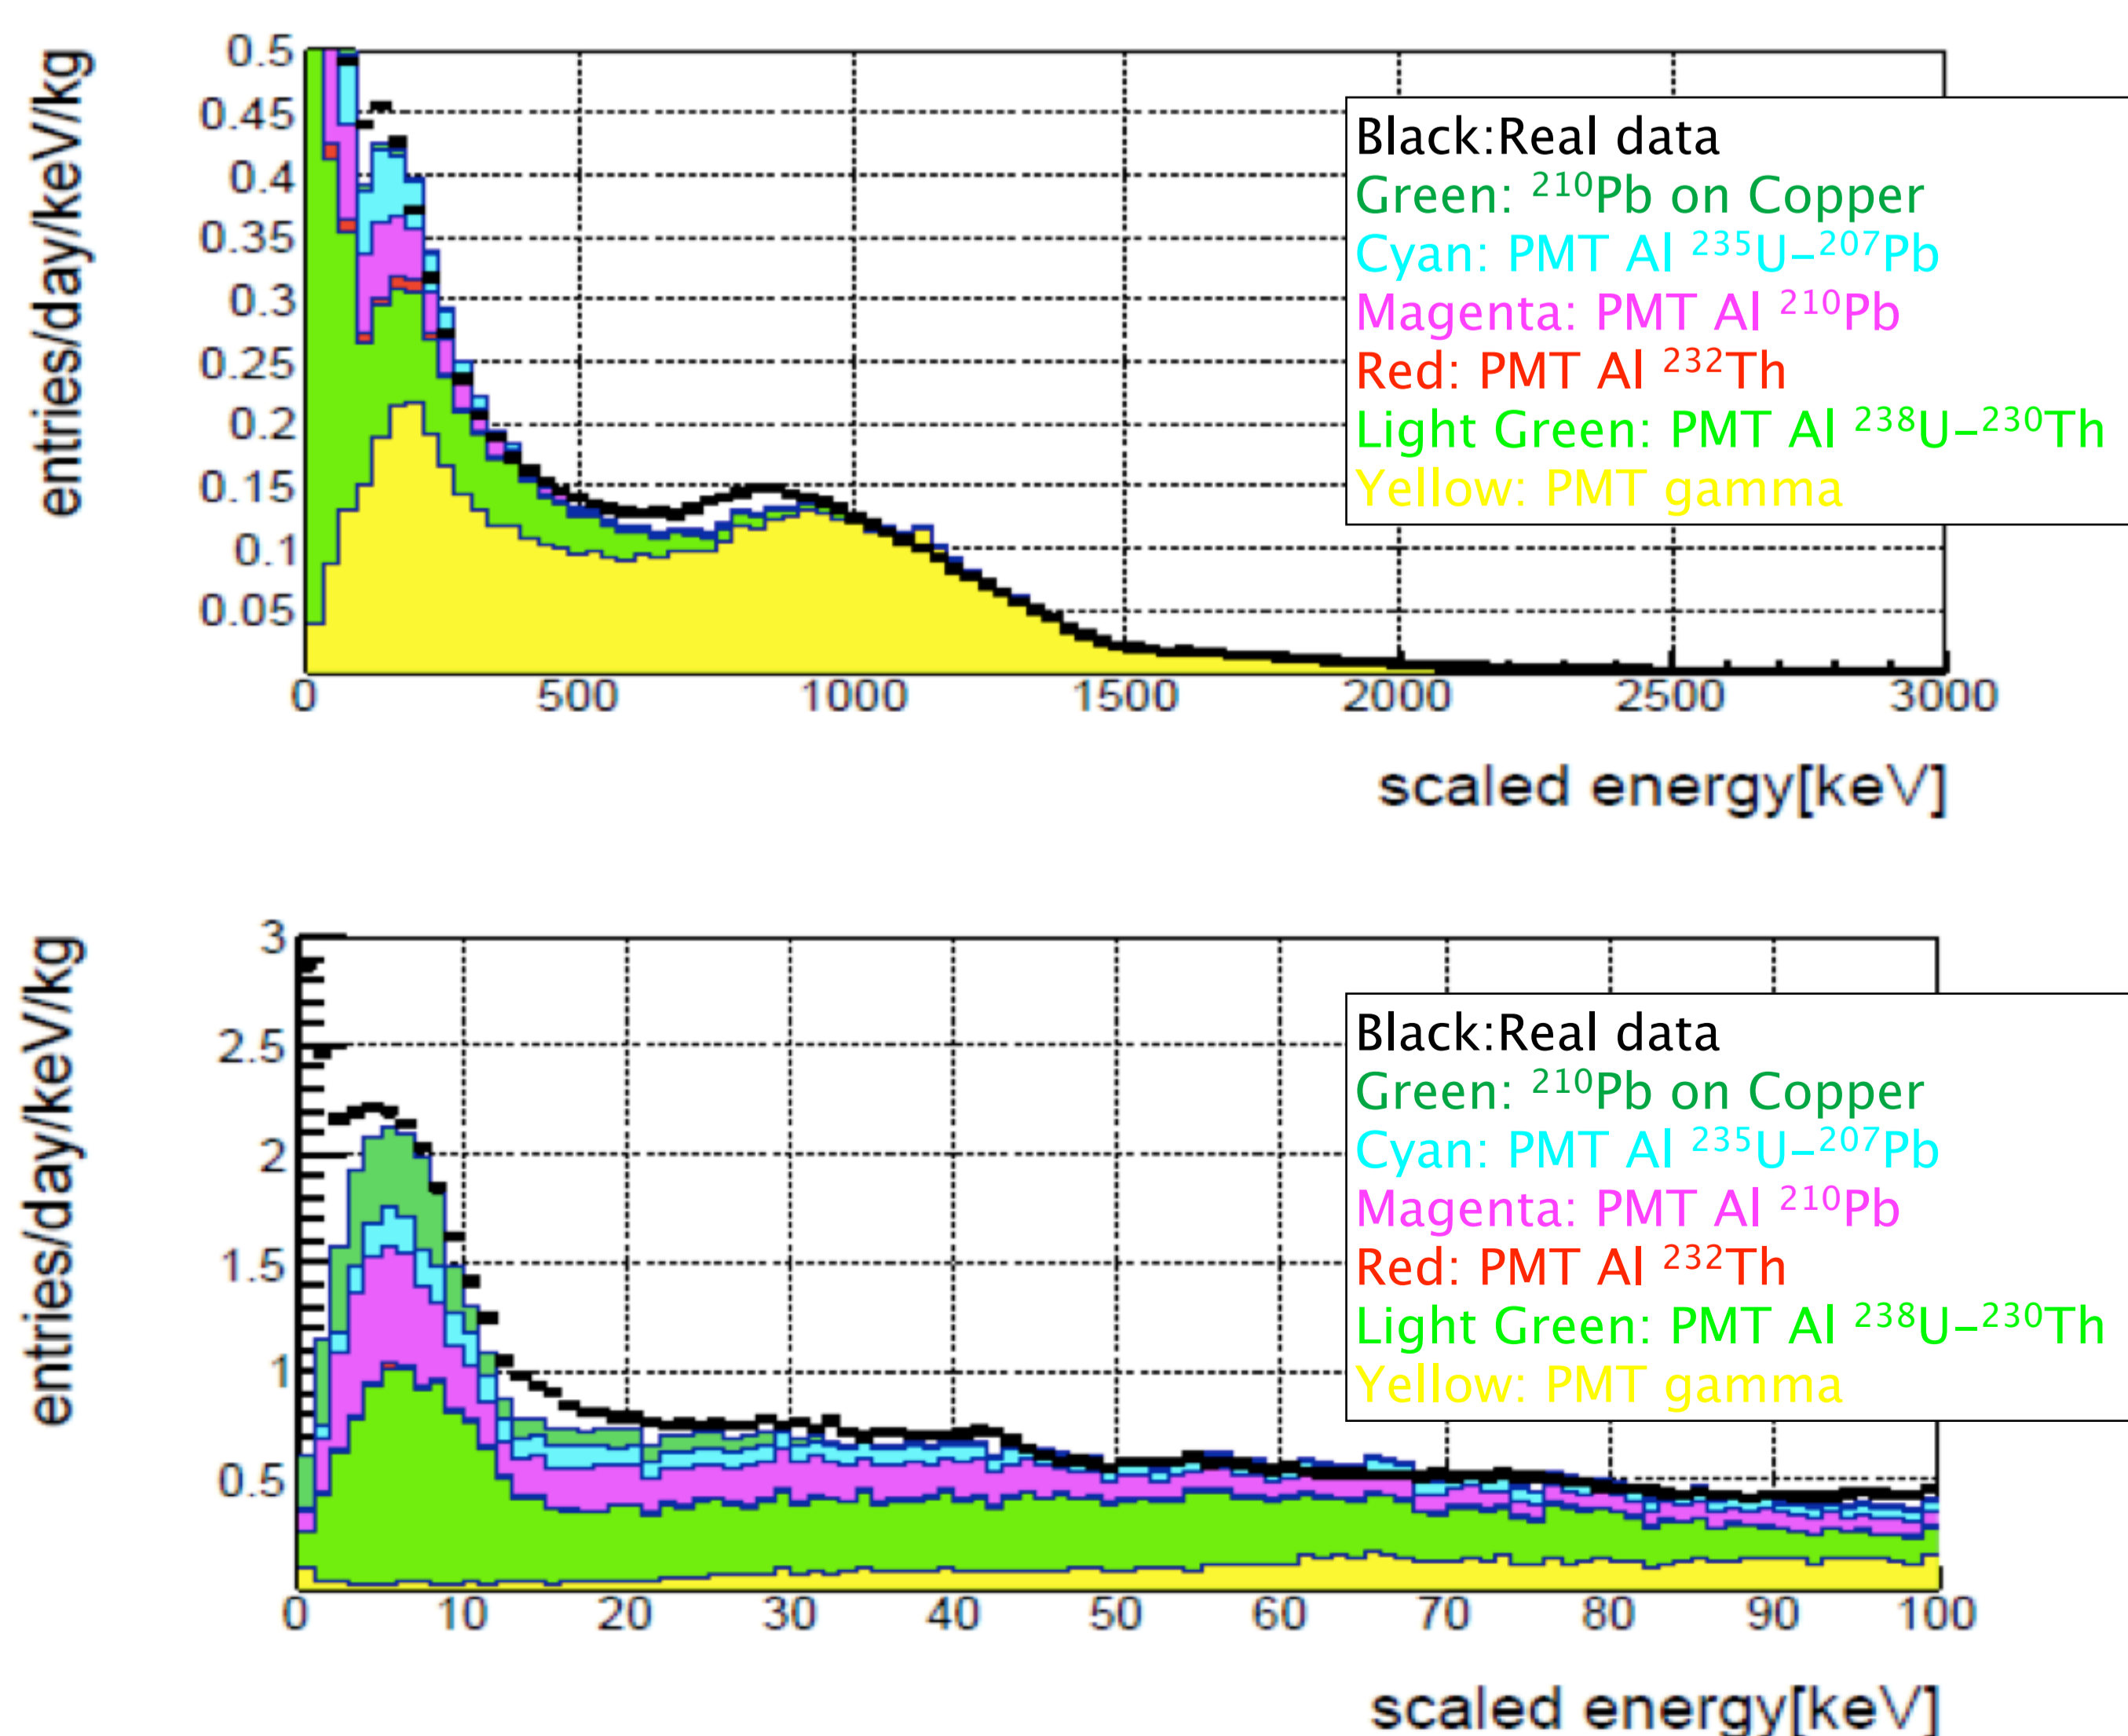 entries/day/keV/kg
0.5
0.45
0.4
0.35
0.3
0.25
0.2
0.15
0.1
0.05
Black:Real data
Green: ²¹⁰Pb on Copper
Cyan: PMT Al ²³⁵U–²⁰⁷Pb
Magenta: PMT Al ²¹⁰Pb
Red: PMT Al ²³²Th
Light Green: PMT Al ²³⁸U–²³⁰Th
Yellow: PMT gamma
0 500 1000 1500 2000 2500 3000
scaled energy[keV]
entries/day/keV/kg
3
2.5
2
1.5
1
0.5
Black:Real data
Green: ²¹⁰Pb on Copper
Cyan: PMT Al ²³⁵U–²⁰⁷Pb
Magenta: PMT Al ²¹⁰Pb
Red: PMT Al ²³²Th
Light Green: PMT Al ²³⁸U–²³⁰Th
Yellow: PMT gamma
0 10 20 30 40 50 60 70 80 90 100
scaled energy[keV]